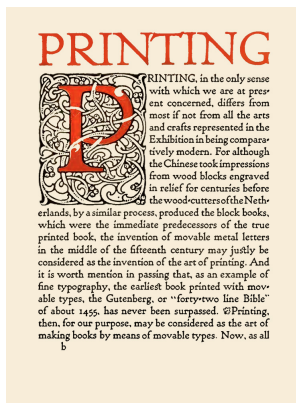 PRINTING
PRINTING, in the only sense
with which we are at pres-
ent concerned, differs from
most if not from all the arts
and crafts represented in the
Exhibition in being compara-
tively modern. For although
the Chinese took impressions
from wood blocks engraved
in relief for centuries before
the wood-cutters of the Neth-
erlands, by a similar process, produced the block books,
which were the immediate predecessors of the true
printed book, the invention of movable metal letters
in the middle of the fifteenth century may justly be
considered as the invention of the art of printing. And
it is worth mention in passing that, as an example of
fine typography, the earliest book printed with mov-
able types, the Gutenberg, or “forty-two line Bible”
of about 1455, has never been surpassed. ❧Printing,
then, for our purpose, may be considered as the art of
making books by means of movable types. Now, as all
b